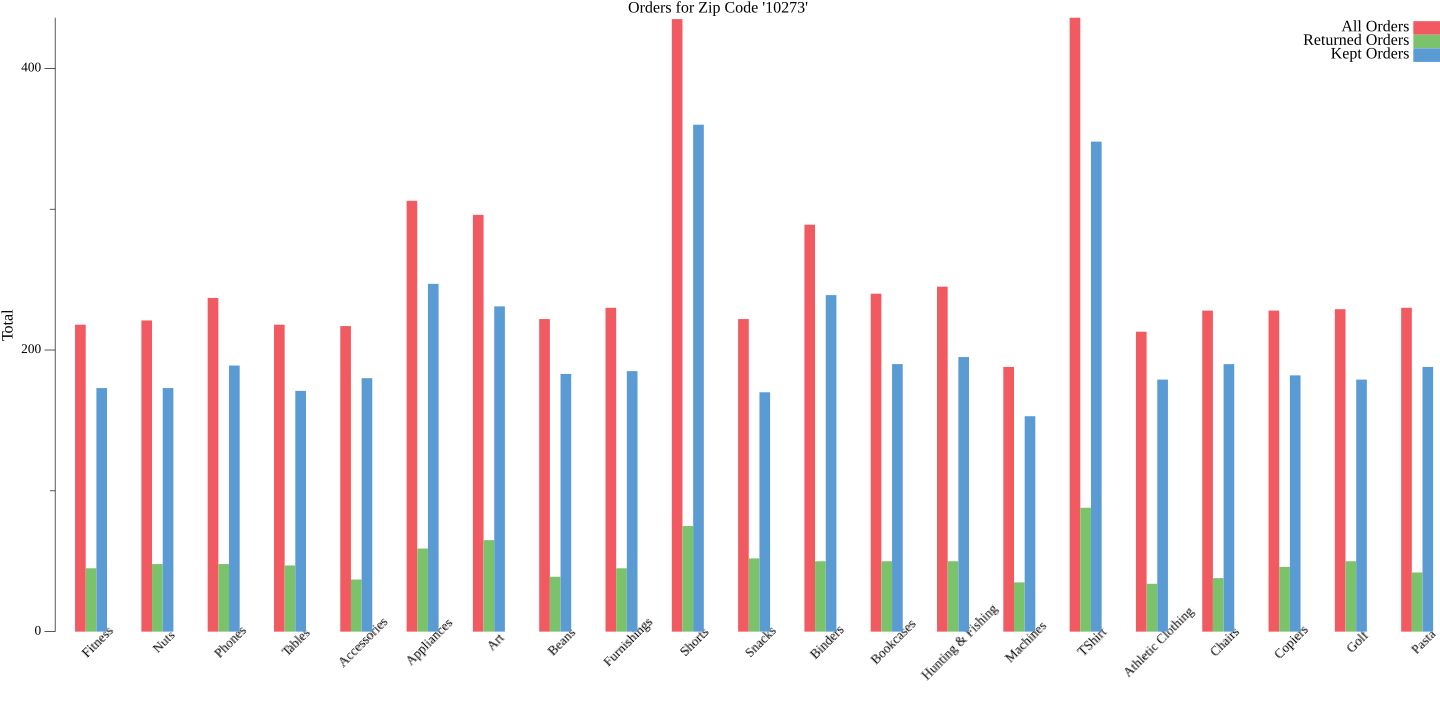 Orders for Zip Code '10273'
All Orders
Returned Orders
Kept Orders
Total
400
200
0
Fitness
Nuts
Phones
Tables
Accessories
Appliances
Art
Beans
Furnishings
Shorts
Snacks
Binders
Bookcases
Hunting & Fishing
Machines
TShirt
Athletic Clothing
Chairs
Copiers
Golf
Pasta